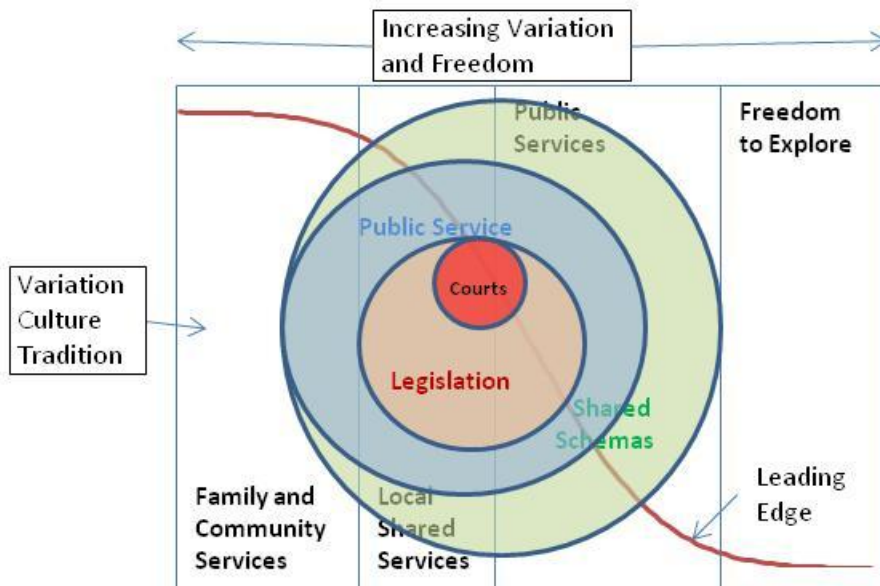 Increasing Variation
and Freedom
Public
Services
Freedom
to Explore
Public Service
Variation
Culture
Tradition
Courts
Legislation
Shared
Schemas
Family and
Community
Services
Local
Shared
Services
Leading
Edge